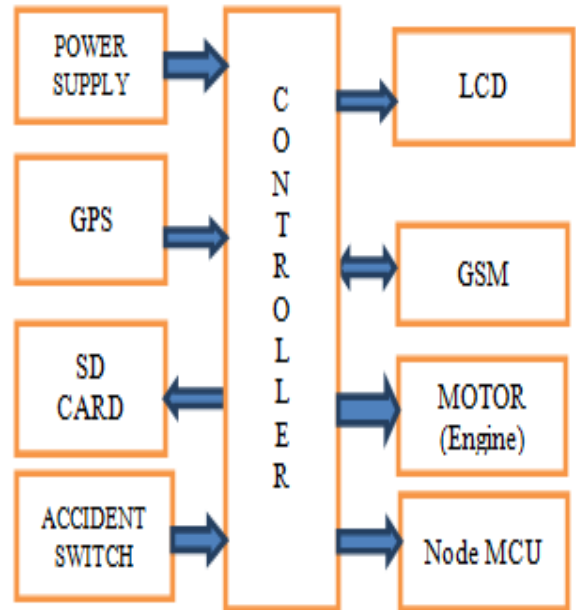 POWER
SUPPLY
GPS
SD
CARD
ACCIDENT
SWITCH
C
O
N
T
R
O
L
L
E
R
LCD
GSM
MOTOR
(Engine)
Node MCU